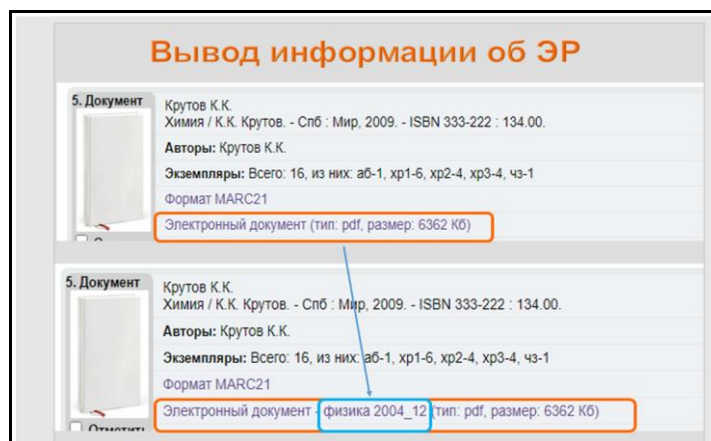 Вывод информации об ЭР
5. Документ
Крутов К.К.
Химия / К.К. Крутов. - Спб : Мир, 2009. - ISBN 333-222 : 134.00.
Авторы: Крутов К.К.
Экземпляры: Всего: 16, из них: аб-1, хр1-6, хр2-4, хр3-4, чз-1
Формат MARC21
Электронный документ (тип: pdf, размер: 6362 Кб)
5. Документ
Крутов К.К.
Химия / К.К. Крутов. - Спб : Мир, 2009. - ISBN 333-222 : 134.00.
Авторы: Крутов К.К.
Экземпляры: Всего: 16, из них: аб-1, хр1-6, хр2-4, хр3-4, чз-1
Формат MARC21
Электронный документ - физика 2004_12 (тип: pdf, размер: 6362 Кб)
Отметить